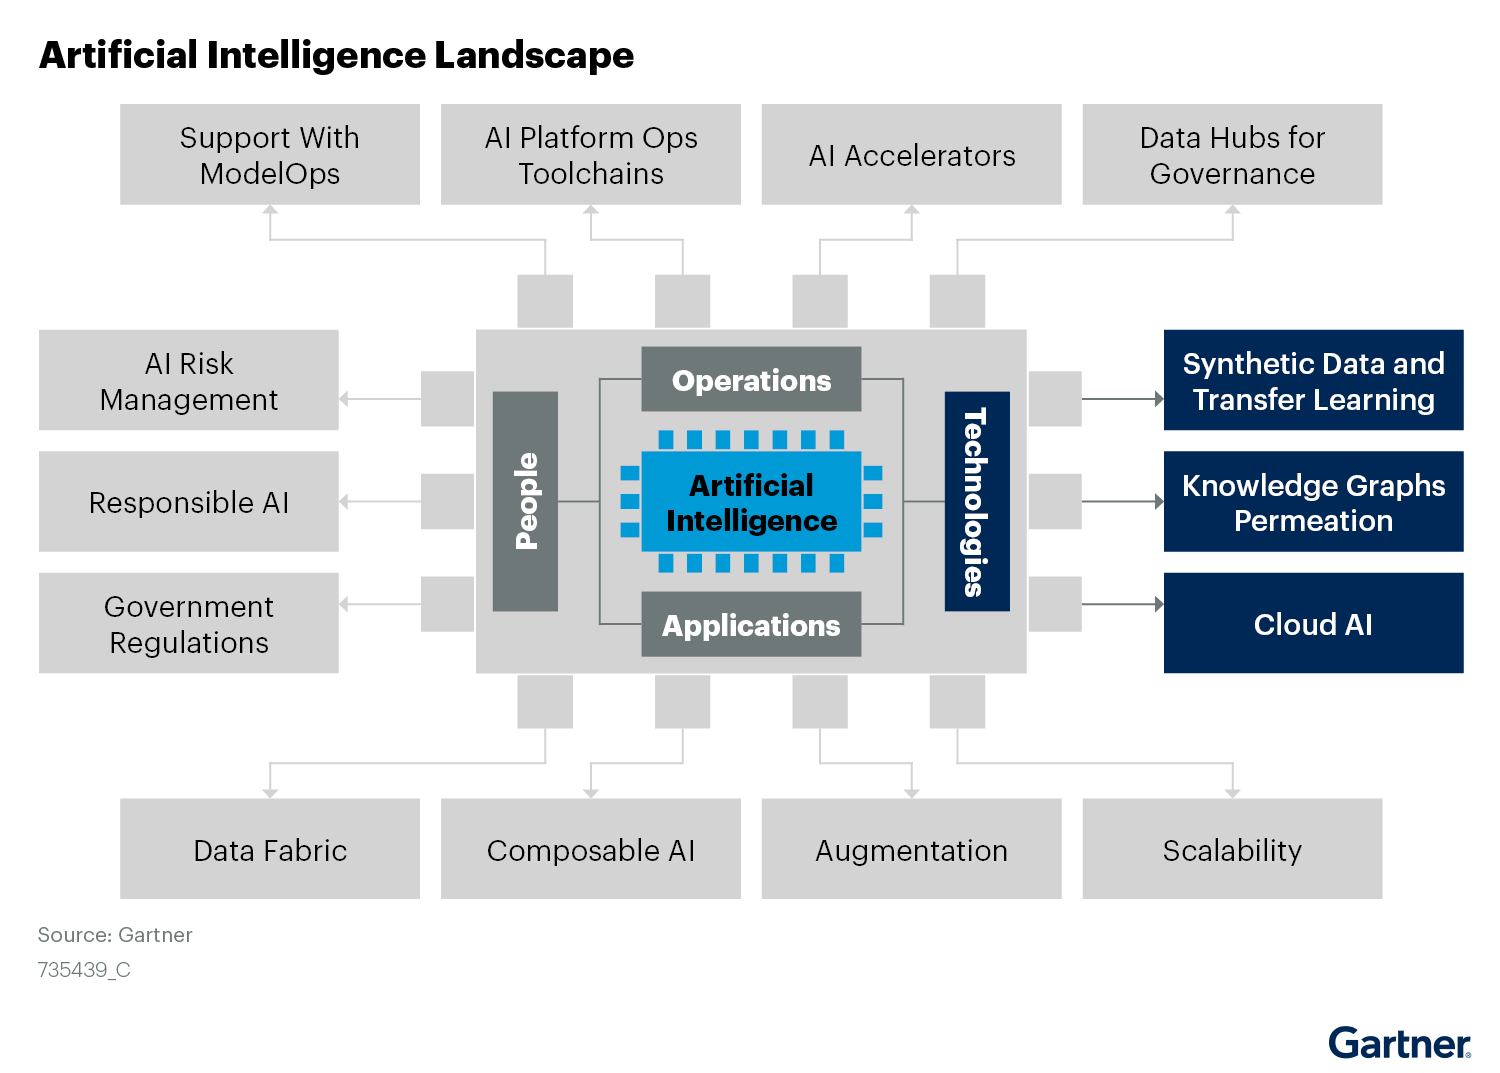 Artificial Intelligence Landscape
Support With
ModelOps
AI Platform Ops
Toolchains
AI Accelerators
Data Hubs for
Governance
AI Risk
Management
Responsible AI
Government
Regulations
People
Operations
Artificial
Intelligence
Applications
Technologies
Synthetic Data and
Transfer Learning
Knowledge Graphs
Permeation
Cloud AI
Data Fabric
Composable AI
Augmentation
Scalability
Source: Gartner
735439_C
Gartner®